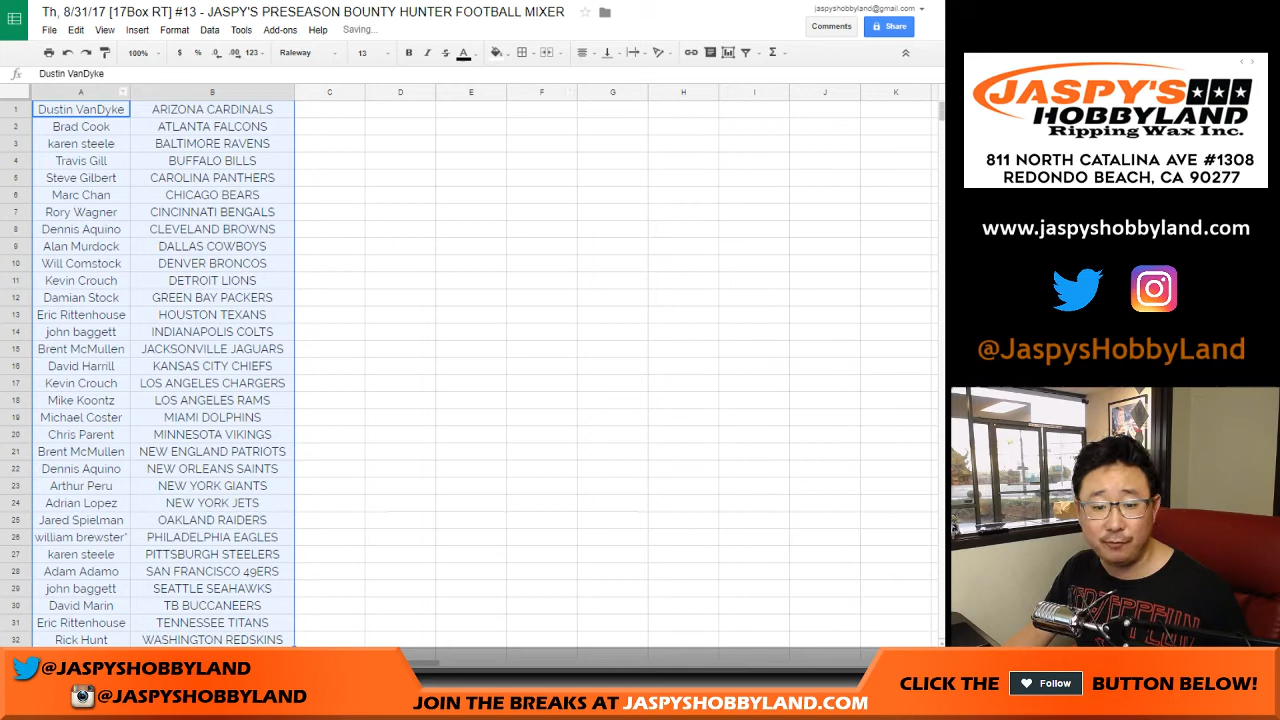 Th, 8/31/17 [17Box RT] #13 - JASPY'S PRESEASON BOUNTY HUNTER FOOTBALL MIXER
jaspyshobbyland@gmail.com
File Edit View Insert Format Data Tools Add-ons Help Saving...
Comments Share
100% $ % .0 .00 123 Raleway 13 B I S A
fx Dustin VanDyke
A B C D E F G H I J K
1 Dustin VanDyke ARIZONA CARDINALS
2 Brad Cook ATLANTA FALCONS
3 karen steele BALTIMORE RAVENS
4 Travis Gill BUFFALO BILLS
5 Steve Gilbert CAROLINA PANTHERS
6 Marc Chan CHICAGO BEARS
7 Rory Wagner CINCINNATI BENGALS
8 Dennis Aquino CLEVELAND BROWNS
9 Alan Murdock DALLAS COWBOYS
10 Will Comstock DENVER BRONCOS
11 Kevin Crouch DETROIT LIONS
12 Damian Stock GREEN BAY PACKERS
13 Eric Rittenhouse HOUSTON TEXANS
14 john baggett INDIANAPOLIS COLTS
15 Brent McMullen JACKSONVILLE JAGUARS
16 David Harrill KANSAS CITY CHIEFS
17 Kevin Crouch LOS ANGELES CHARGERS
18 Mike Koontz LOS ANGELES RAMS
19 Michael Coster MIAMI DOLPHINS
20 Chris Parent MINNESOTA VIKINGS
21 Brent McMullen NEW ENGLAND PATRIOTS
22 Dennis Aquino NEW ORLEANS SAINTS
23 Arthur Peru NEW YORK GIANTS
24 Adrian Lopez NEW YORK JETS
25 Jared Spielman OAKLAND RAIDERS
26 william brewster* PHILADELPHIA EAGLES
27 karen steele PITTSBURGH STEELERS
28 Adam Adamo SAN FRANCISCO 49ERS
29 john baggett SEATTLE SEAHAWKS
30 David Marin TB BUCCANEERS
31 Eric Rittenhouse TENNESSEE TITANS
32 Rick Hunt WASHINGTON REDSKINS
JASPY'S
HOBBYLAND
Ripping Wax Inc.
811 NORTH CATALINA AVE #1308
REDONDO BEACH, CA 90277
www.jaspyshobbyland.com
@JaspysHobbyLand
@JASPYSHOBBYLAND
@JASPYSHOBBYLAND
JOIN THE BREAKS AT JASPYSHOBBYLAND.COM
CLICK THE Follow BUTTON BELOW!